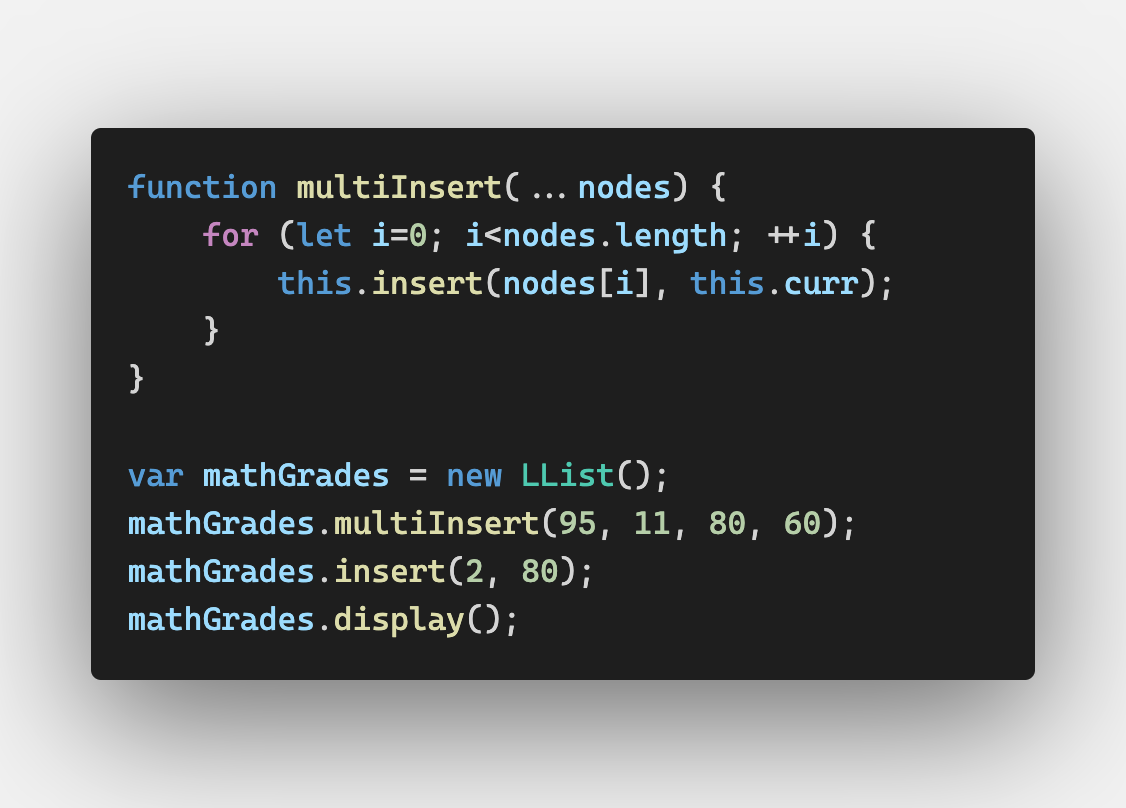 function multiInsert(...nodes) {
    for (let i=0; i<nodes.length; ++i) {
        this.insert(nodes[i], this.curr);
    }
}

var mathGrades = new LList();
mathGrades.multiInsert(95, 11, 80, 60);
mathGrades.insert(2, 80);
mathGrades.display();